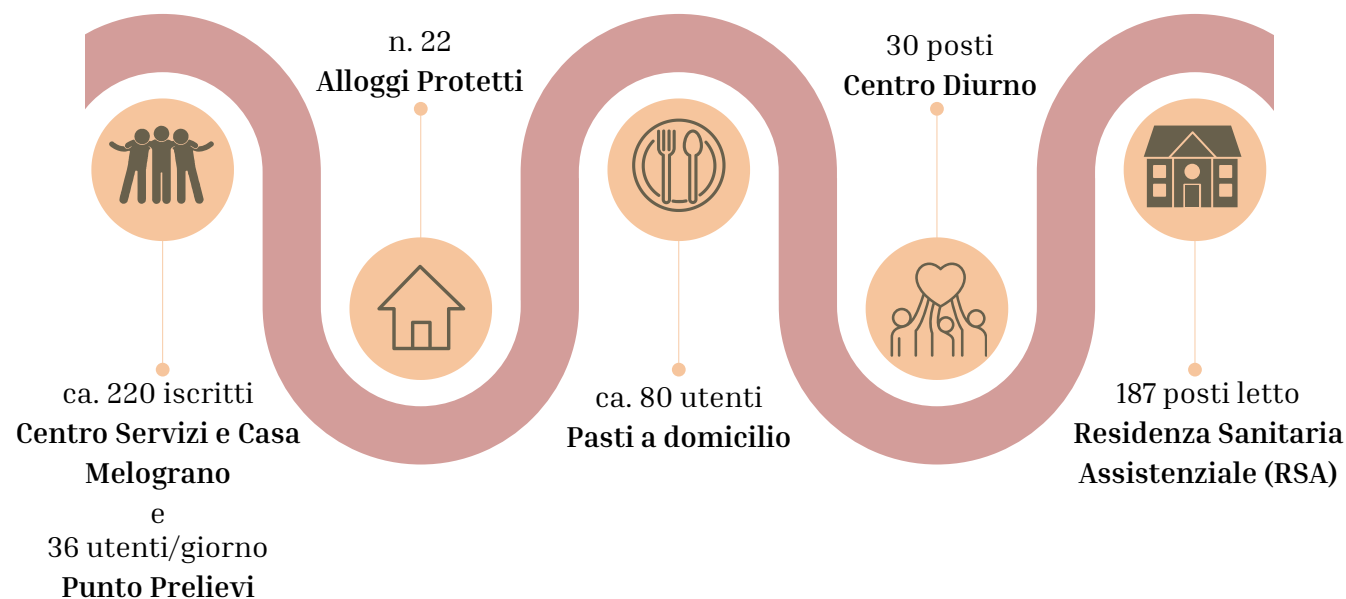 ca. 220 iscritti
Centro Servizi e Casa
Melograno
e
36 utenti/giorno
Punto Prelievi
n. 22
Alloggi Protetti
ca. 80 utenti
Pasti a domicilio
30 posti
Centro Diurno
187 posti letto
Residenza Sanitaria
Assistenziale (RSA)